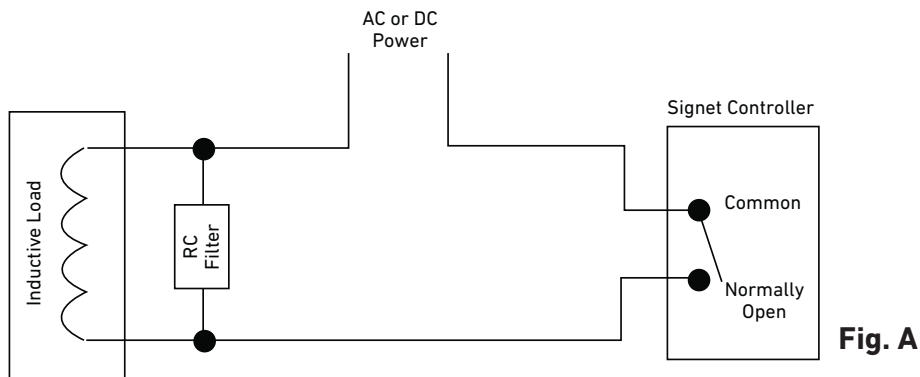 AC or DC
Power
Signet Controller
Inductive Load
RC
Filter
Common
Normally
Open
Fig. A